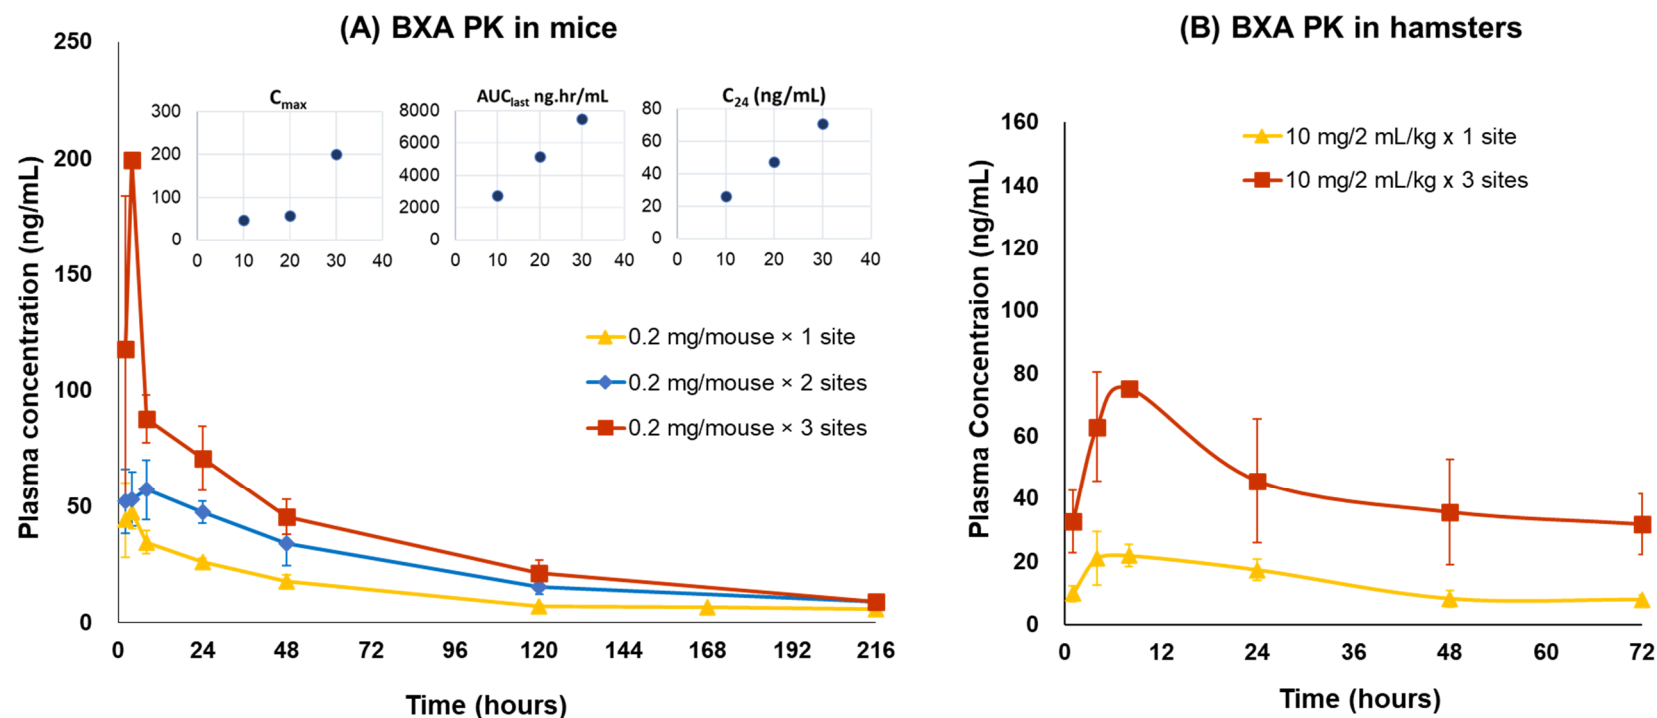 (A) BXA PK in mice
250
200
150
100
50
0
Plasma concentration (ng/mL)
Cmax
300
200
100
0
0 10 20 30 40
AUClast ng.hr/mL
8000
6000
4000
2000
0
0 10 20 30 40
C24 (ng/mL)
80
60
40
20
0
0 10 20 30 40
0.2 mg/mouse × 1 site
0.2 mg/mouse × 2 sites
0.2 mg/mouse × 3 sites
0 24 48 72 96 120 144 168 192 216
Time (hours)
(B) BXA PK in hamsters
160
140
120
100
80
60
40
20
0
Plasma Concentraion (ng/mL)
10 mg/2 mL/kg x 1 site
10 mg/2 mL/kg x 3 sites
0 12 24 36 48 60 72
Time (hours)